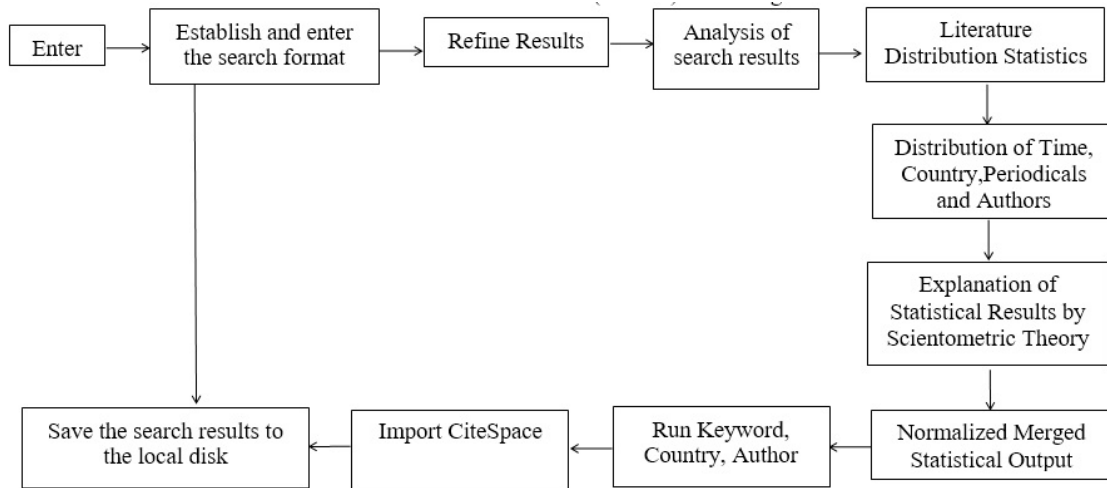 Enter
Establish and enter
the search format
Refine Results
Analysis of
search results
Literature
Distribution Statistics
Distribution of Time,
Country,Periodicals
and Authors
Explanation of
Statistical Results by
Scientometric Theory
Normalized Merged
Statistical Output
Run Keyword,
Country, Author
Import CiteSpace
Save the search results to
the local disk